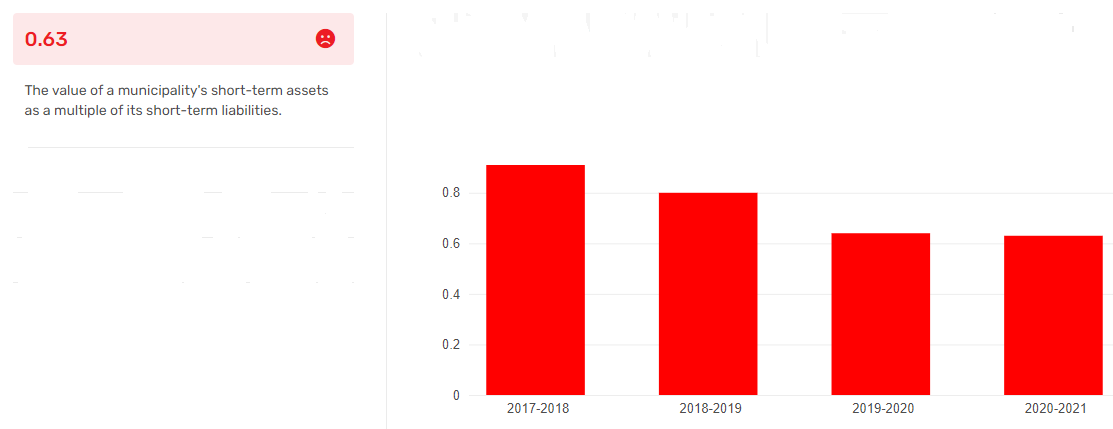 0.63
The value of a municipality's short-term assets
as a multiple of its short-term liabilities.
0.8
0.6
0.4
0.2
0
2017-2018 2018-2019 2019-2020 2020-2021